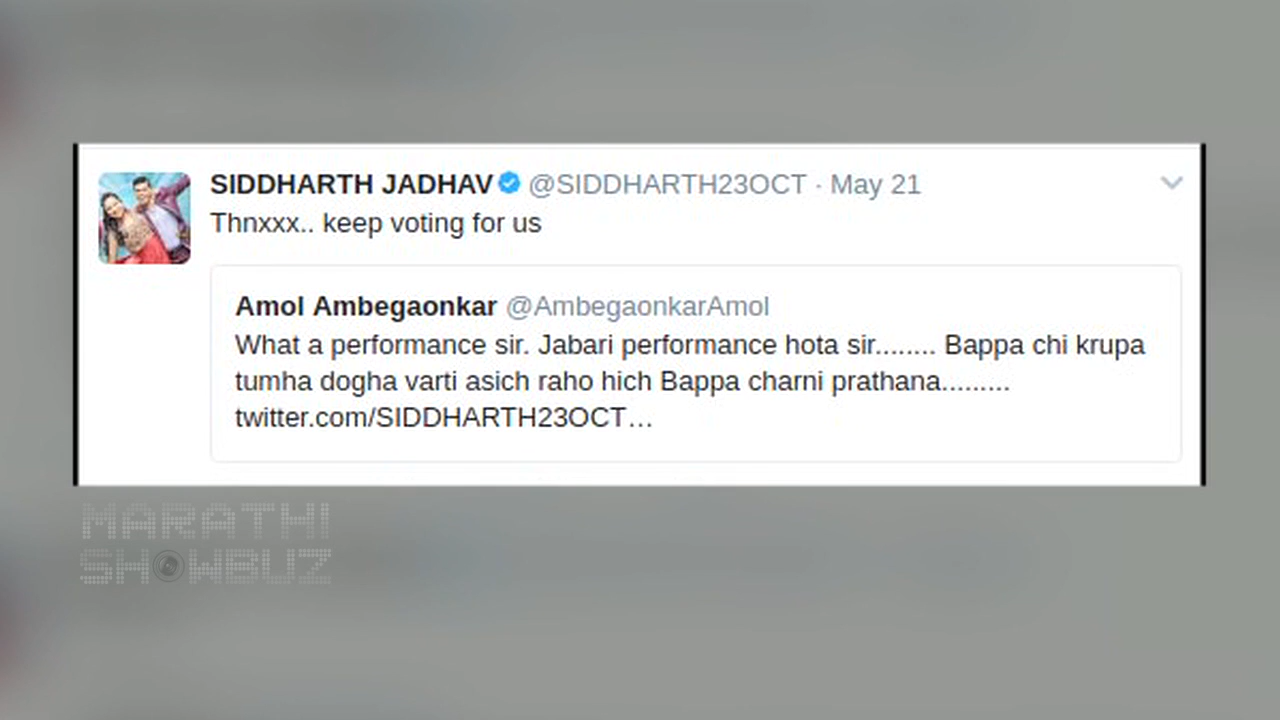 SIDDHARTH JADHAV @SIDDHARTH23OCT · May 21
Thnxxx.. keep voting for us
Amol Ambegaonkar @AmbegaonkarAmol
What a performance sir. Jabari performance hota sir........ Bappa chi krupa
tumha dogha varti asich raho hich Bappa charni prathana.........
twitter.com/SIDDHARTH23OCT…
MARATHI
SHOWBUZ